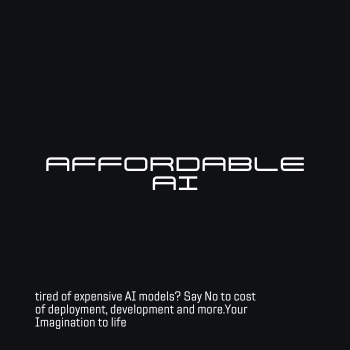 AFFORDABLE
AI
tired of expensive AI models? Say No to cost
of deployment, development and more.Your
Imagination to life